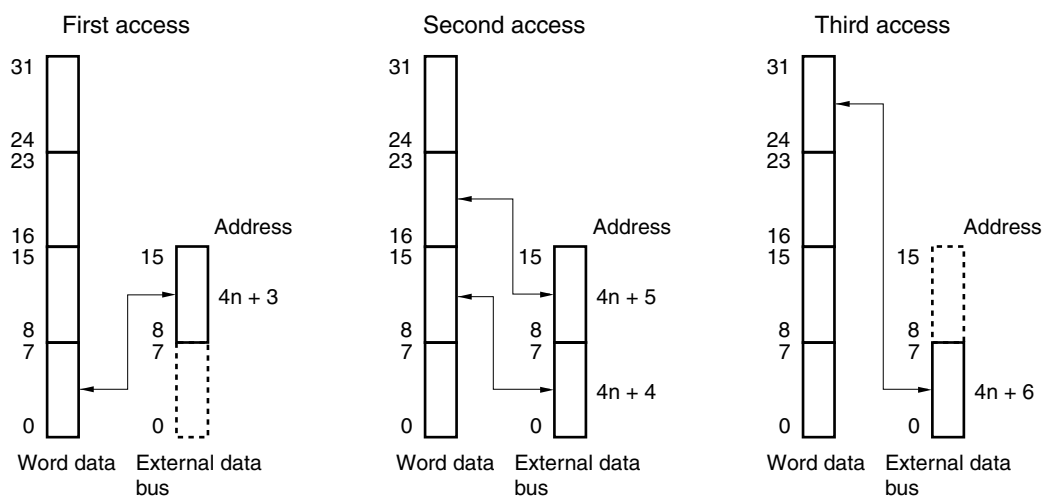 First access
31
24
23
16
15
8
7
0
Word data
Address
15
4n + 3
8
7
0
External data
bus
Second access
31
24
23
16
15
8
7
0
Word data
Address
15
4n + 5
8
7
4n + 4
0
External data
bus
Third access
31
24
23
16
15
8
7
0
Word data
Address
15
8
7
4n + 6
0
External data
bus